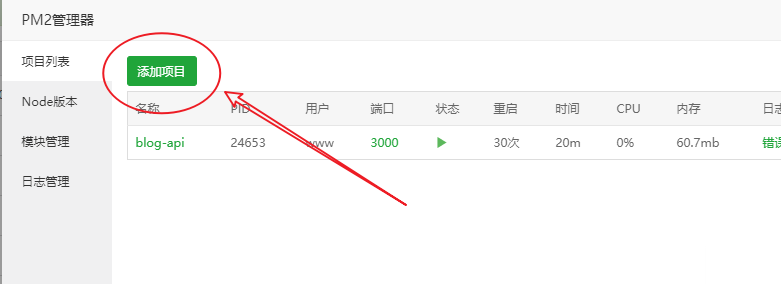 PM2管理器
项目列表
添加项目
Node版本
名称 PID 用户 端口 状态 重启 时间 CPU 内存 日志
模块管理
blog-api 24653 www 3000 30次 20m 0% 60.7mb 错误
日志管理